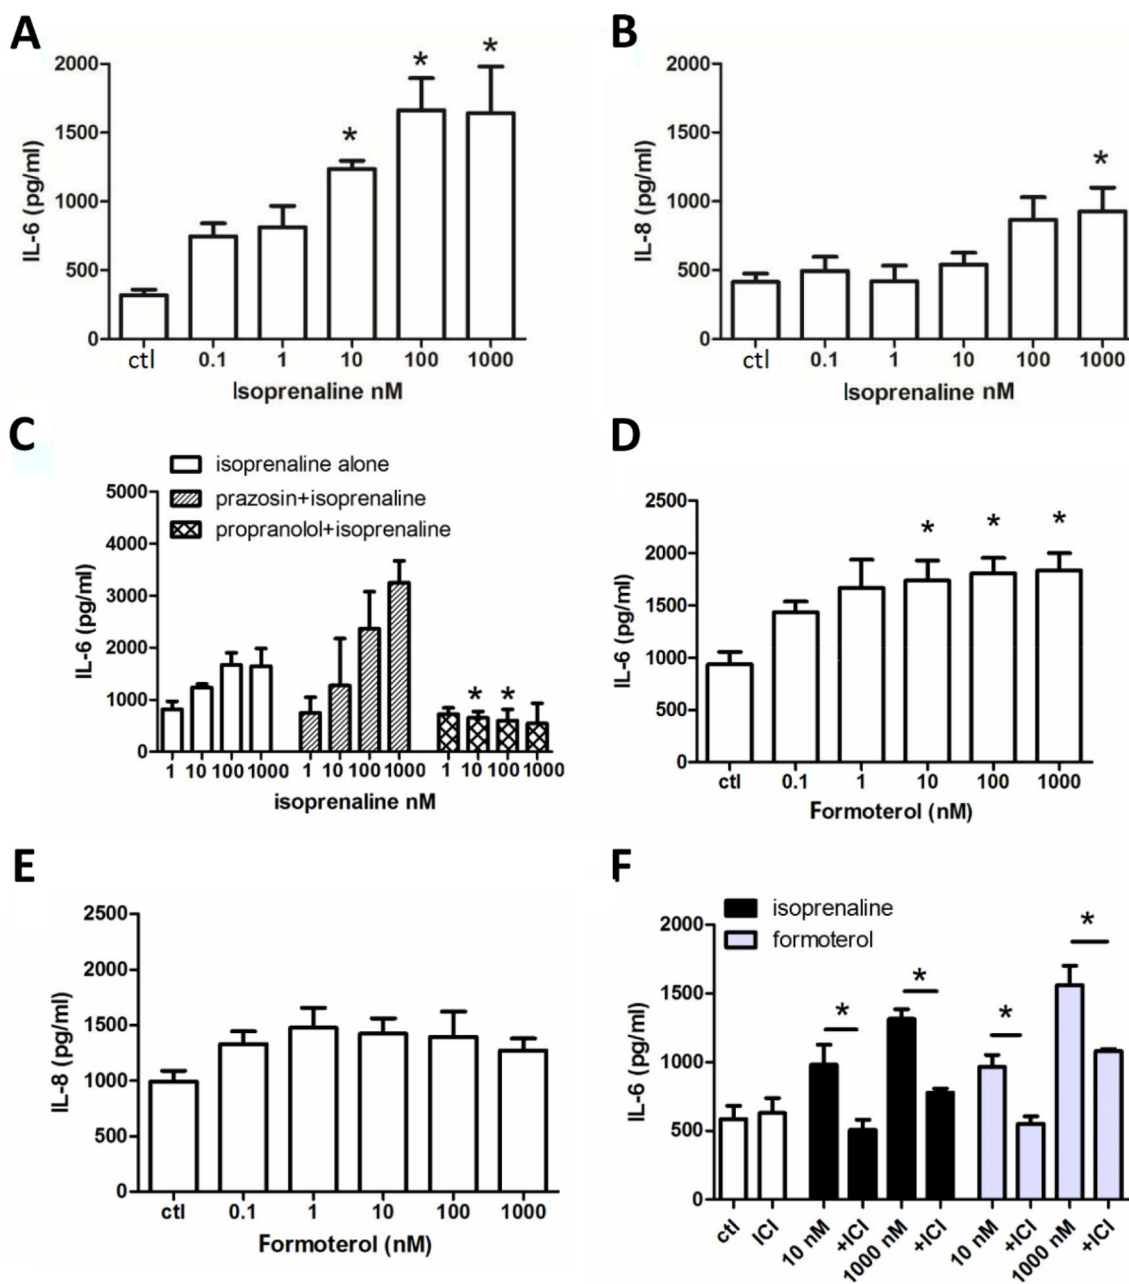 A
2000
1500
1000
500
0
IL-6 (pg/ml)
* * *
ctl 0.1 1 10 100 1000
Isoprenaline nM
B
2000
1500
1000
500
0
IL-8 (pg/ml)
*
ctl 0.1 1 10 100 1000
Isoprenaline nM
C
isoprenaline alone
prazosin+isoprenaline
propranolol+isoprenaline
5000
4000
3000
2000
1000
0
IL-6 (pg/ml)
* *
1 10 100 1000 1 10 100 1000 1 10 100 1000
isoprenaline nM
D
2500
2000
1500
1000
500
0
IL-6 (pg/ml)
* * *
ctl 0.1 1 10 100 1000
Formoterol (nM)
E
2500
2000
1500
1000
500
0
IL-8 (pg/ml)
ctl 0.1 1 10 100 1000
Formoterol (nM)
F
isoprenaline
formoterol
2000
1500
1000
500
0
IL-6 (pg/ml)
* * * *
ctl ICI 10 nM +ICI 1000 nM +ICI 10 nM +ICI 1000 nM +ICI